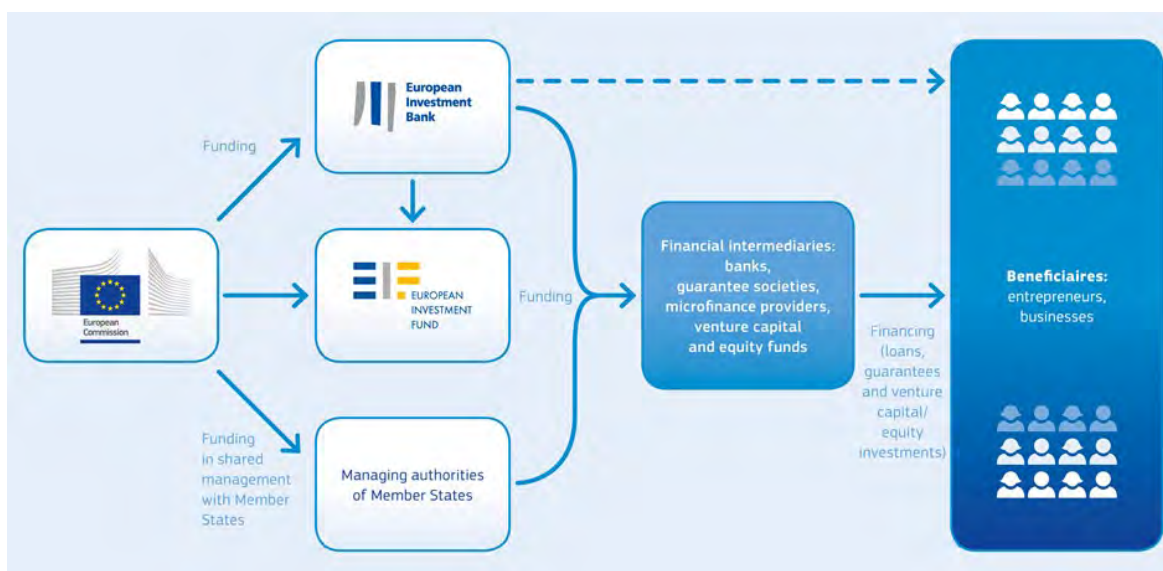 European
Investment
Bank
Funding
European
Commission
EUROPEAN
INVESTMENT
FUND
Funding
Funding
in shared
management
with Member
States
Managing authorities
of Member States
Financial intermediaries:
banks,
guarantee societies,
microfinance providers,
venture capital
and equity funds
Financing
(loans,
guarantees
and venture
capital/
equity
investments)
Beneficiaires:
entrepreneurs,
businesses